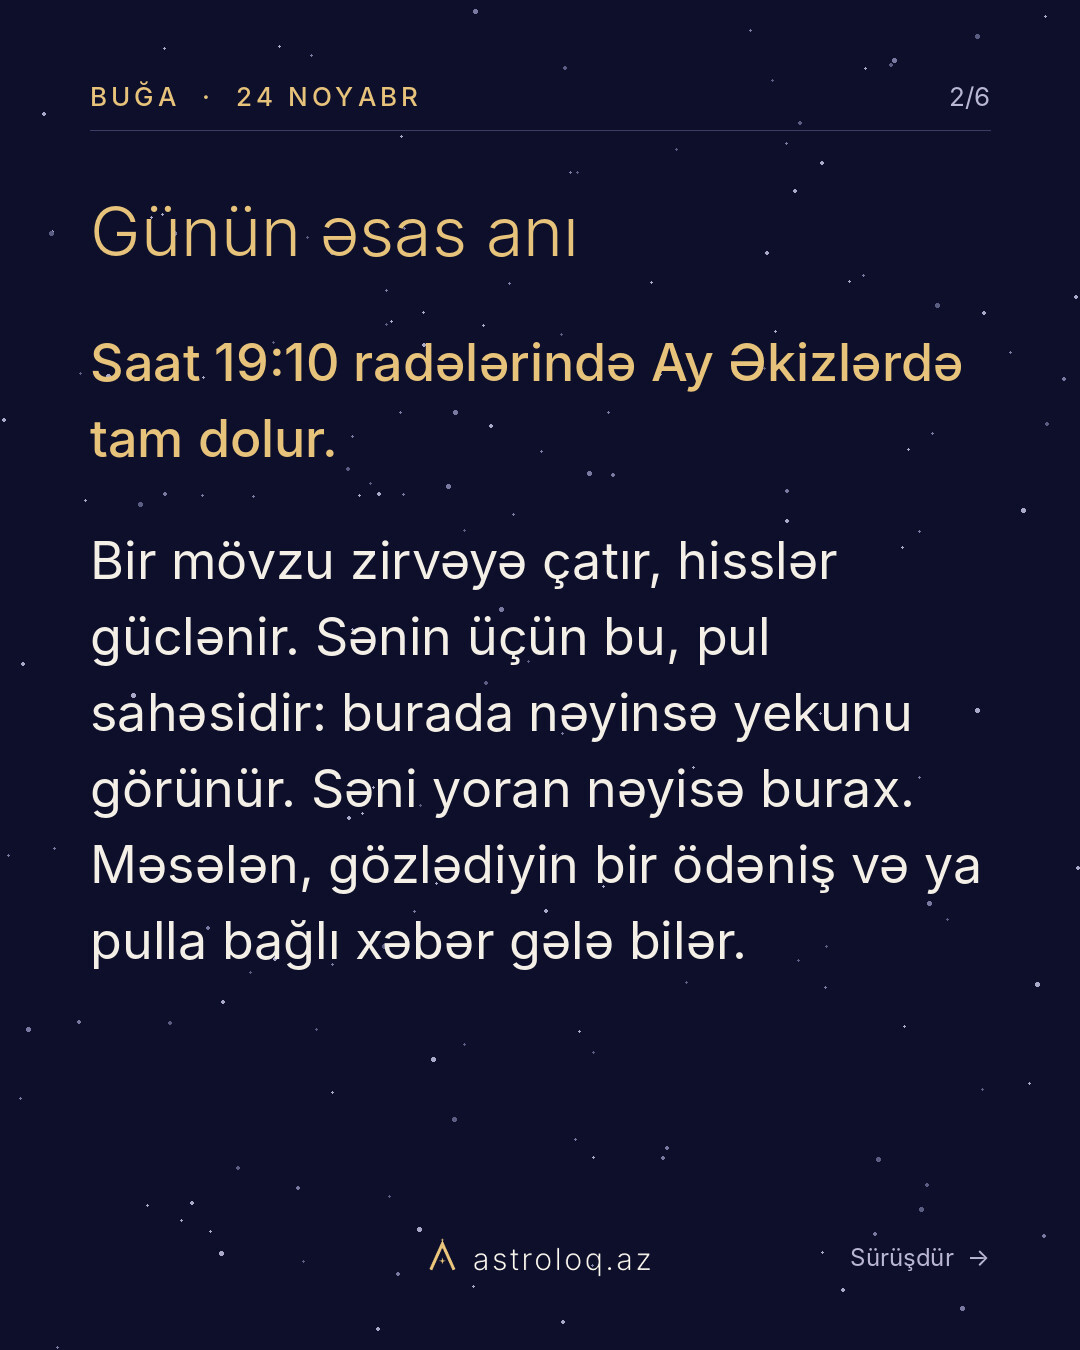 BUĞA · 24 NOYABR
2/6
Günün əsas anı
Saat 19:10 radələrində Ay Əkizlərdə
tam dolur.
Bir mövzu zirvəyə çatır, hisslər
güclənir. Sənin üçün bu, pul
sahəsidir: burada nəyinsə yekunu
görünür. Səni yoran nəyisə burax.
Məsələn, gözlədiyin bir ödəniş və ya
pulla bağlı xəbər gələ bilər.
astroloq.az
Sürüşdür →